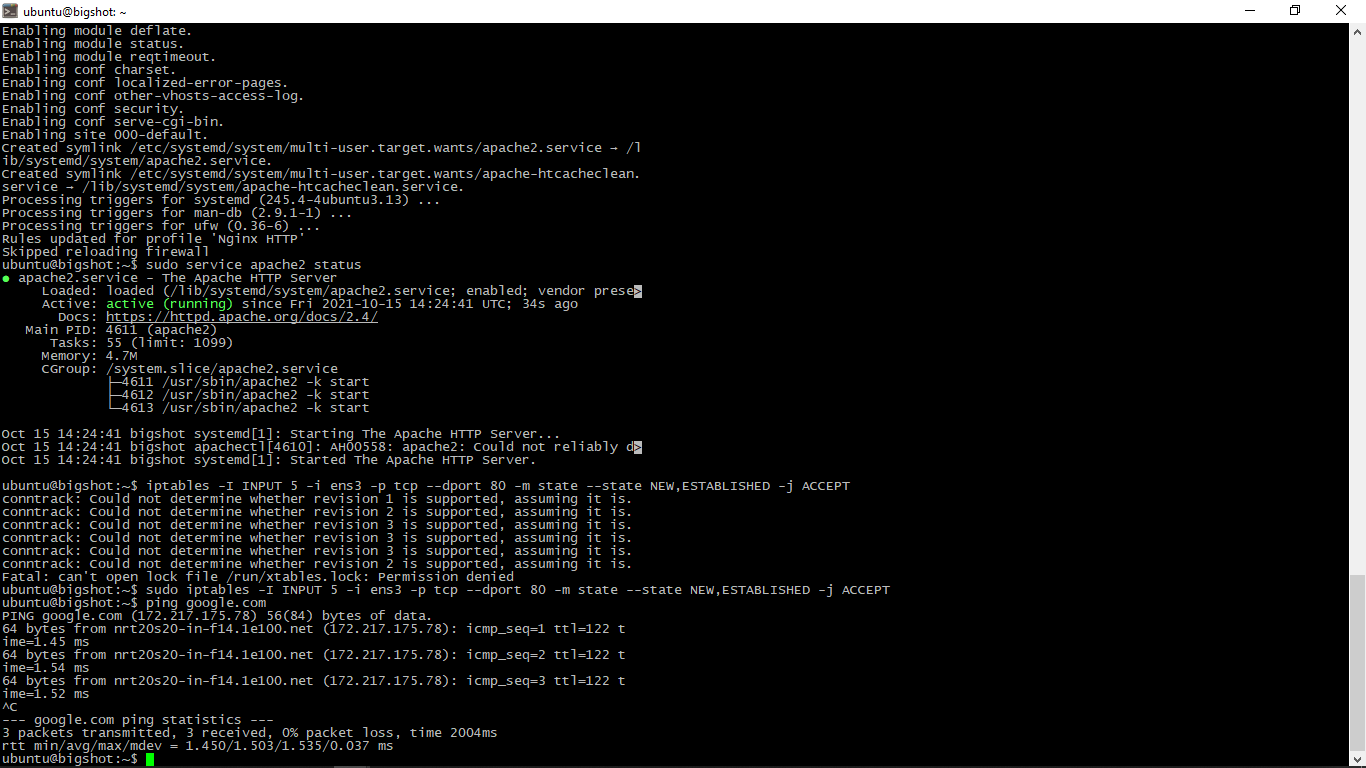 ubuntu@bigshot: ~
Enabling module deflate.
Enabling module status.
Enabling module reqtimeout.
Enabling conf charset.
Enabling conf localized-error-pages.
Enabling conf other-vhosts-access-log.
Enabling conf security.
Enabling conf serve-cgi-bin.
Enabling site 000-default.
Created symlink /etc/systemd/system/multi-user.target.wants/apache2.service → /l
ib/systemd/system/apache2.service.
Created symlink /etc/systemd/system/multi-user.target.wants/apache-htcacheclean.
service → /lib/systemd/system/apache-htcacheclean.service.
Processing triggers for systemd (245.4-4ubuntu3.13) ...
Processing triggers for man-db (2.9.1-1) ...
Processing triggers for ufw (0.36-6) ...
Rules updated for profile 'Nginx HTTP'
Skipped reloading firewall
ubuntu@bigshot:~$ sudo service apache2 status
● apache2.service - The Apache HTTP Server
     Loaded: loaded (/lib/systemd/system/apache2.service; enabled; vendor prese>
     Active: active (running) since Fri 2021-10-15 14:24:41 UTC; 34s ago
       Docs: https://httpd.apache.org/docs/2.4/
   Main PID: 4611 (apache2)
      Tasks: 55 (limit: 1099)
     Memory: 4.7M
     CGroup: /system.slice/apache2.service
             ├─4611 /usr/sbin/apache2 -k start
             ├─4612 /usr/sbin/apache2 -k start
             └─4613 /usr/sbin/apache2 -k start
Oct 15 14:24:41 bigshot systemd[1]: Starting The Apache HTTP Server...
Oct 15 14:24:41 bigshot apachectl[4610]: AH00558: apache2: Could not reliably d>
Oct 15 14:24:41 bigshot systemd[1]: Started The Apache HTTP Server.
ubuntu@bigshot:~$ iptables -I INPUT 5 -i ens3 -p tcp --dport 80 -m state --state NEW,ESTABLISHED -j ACCEPT
conntrack: Could not determine whether revision 1 is supported, assuming it is.
conntrack: Could not determine whether revision 2 is supported, assuming it is.
conntrack: Could not determine whether revision 3 is supported, assuming it is.
conntrack: Could not determine whether revision 3 is supported, assuming it is.
conntrack: Could not determine whether revision 3 is supported, assuming it is.
conntrack: Could not determine whether revision 2 is supported, assuming it is.
Fatal: can't open lock file /run/xtables.lock: Permission denied
ubuntu@bigshot:~$ sudo iptables -I INPUT 5 -i ens3 -p tcp --dport 80 -m state --state NEW,ESTABLISHED -j ACCEPT
ubuntu@bigshot:~$ ping google.com
PING google.com (172.217.175.78) 56(84) bytes of data.
64 bytes from nrt20s20-in-f14.1e100.net (172.217.175.78): icmp_seq=1 ttl=122 t
ime=1.45 ms
64 bytes from nrt20s20-in-f14.1e100.net (172.217.175.78): icmp_seq=2 ttl=122 t
ime=1.54 ms
64 bytes from nrt20s20-in-f14.1e100.net (172.217.175.78): icmp_seq=3 ttl=122 t
ime=1.52 ms
^C
--- google.com ping statistics ---
3 packets transmitted, 3 received, 0% packet loss, time 2004ms
rtt min/avg/max/mdev = 1.450/1.503/1.535/0.037 ms
ubuntu@bigshot:~$